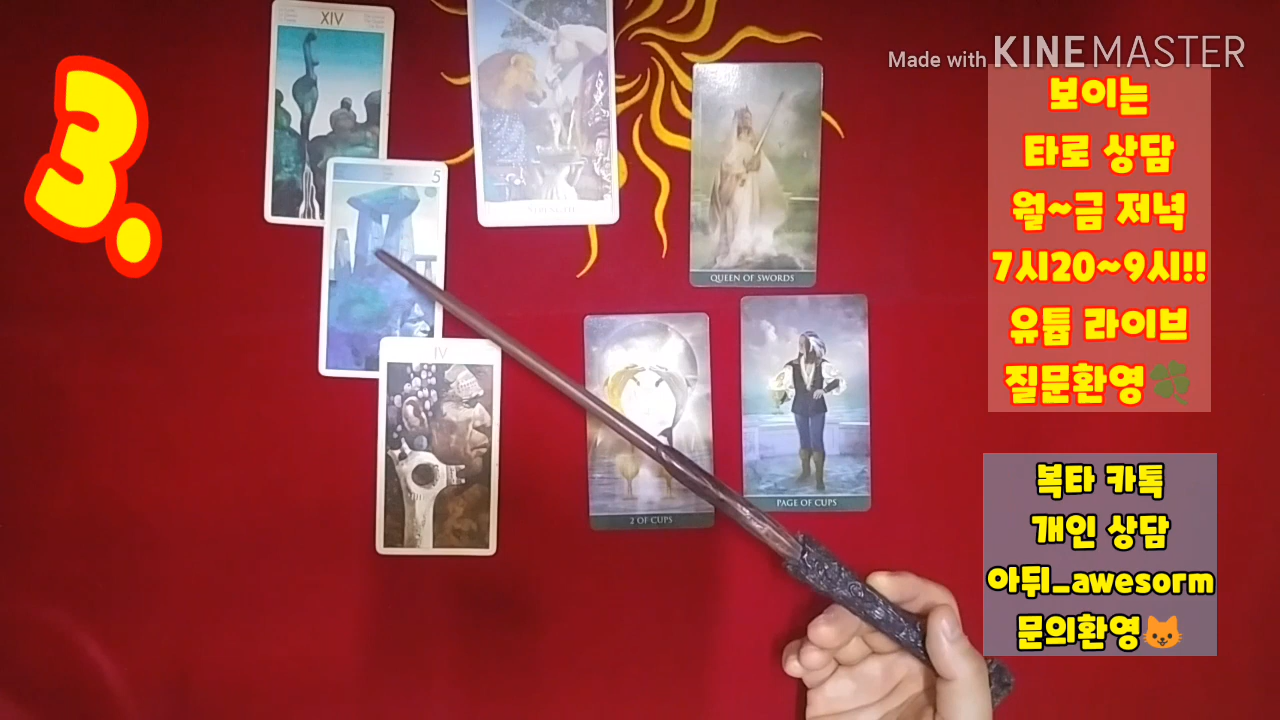 XIV
3.
5
STRENGTH
IV
QUEEN OF SWORDS
2 OF CUPS
PAGE OF CUPS
Made with KINEMASTER
보이는
타로 상담
월~금 저녁
7시20~9시!!
유튭 라이브
질문환영🍀
복타 카톡
개인 상담
아뒤_awesorm
문의환영🐱